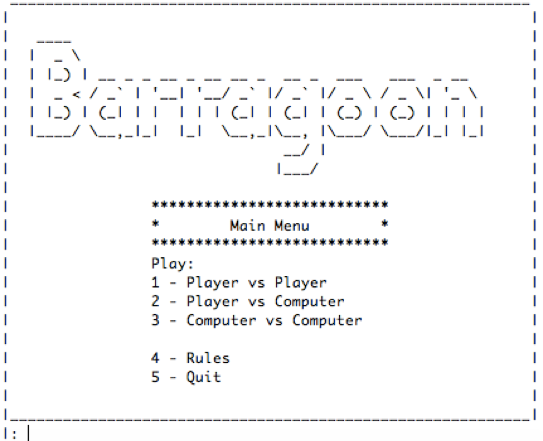 Barragoon
***************************
* Main Menu *
***************************
Play:
1 - Player vs Player
2 - Player vs Computer
3 - Computer vs Computer
4 - Rules
5 - Quit
|: |